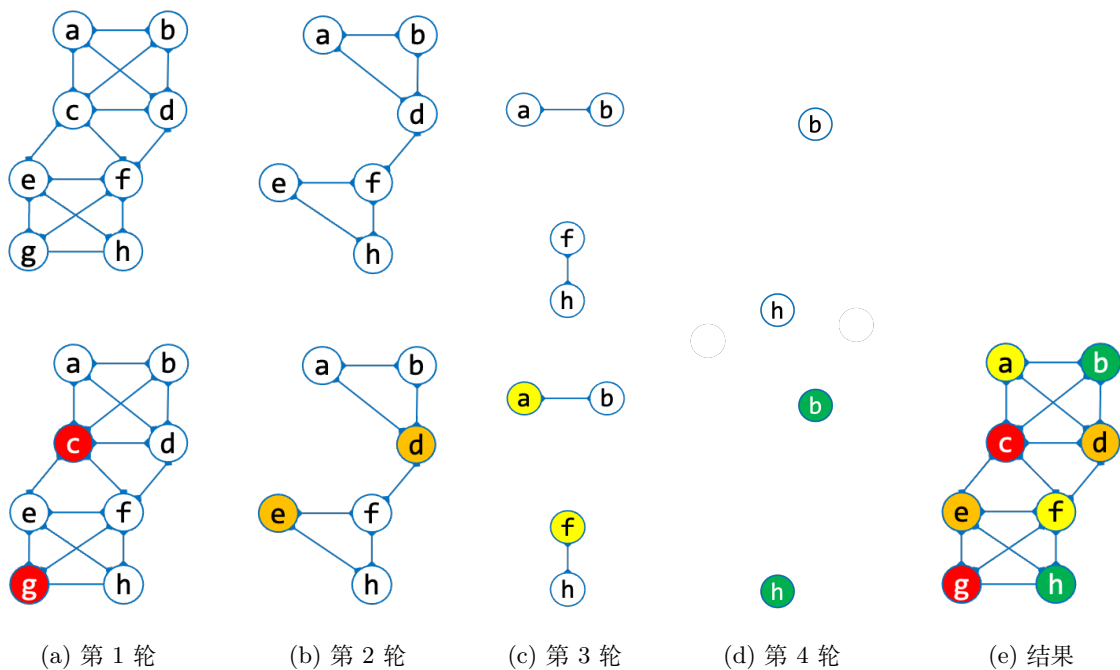 a b
c d
e f
g h
a b
d
e f
h
a b
f
h
b
h
a b
c d
e f
g h
a b
d
e f
h
a b
f
h
b
h
a b
c d
e f
g h
(a) 第 1 轮
(b) 第 2 轮
(c) 第 3 轮
(d) 第 4 轮
(e) 结果